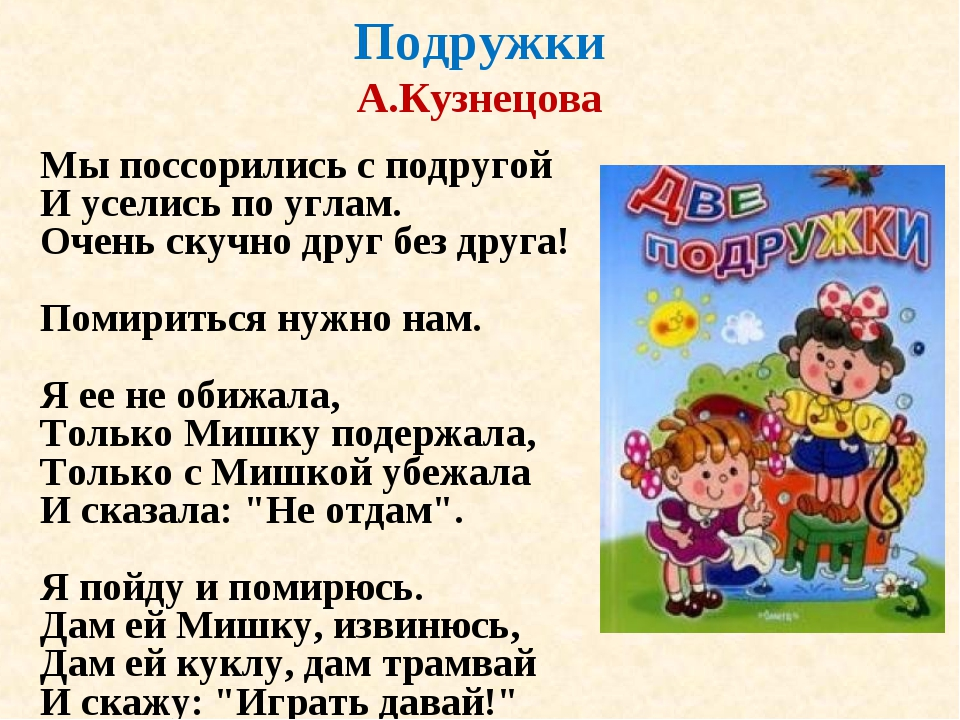 Подружки
А.Кузнецова
Мы поссорились с подругой
И уселись по углам.
Очень скучно друг без друга!
Помириться нужно нам.
Я ее не обижала,
Только Мишку подержала,
Только с Мишкой убежала
И сказала: "Не отдам".
Я пойду и помирюсь.
Дам ей Мишку, извинюсь,
Дам ей куклу, дам трамвай
И скажу: "Играть давай!"
ДВЕ
ПОДРУЖКИ